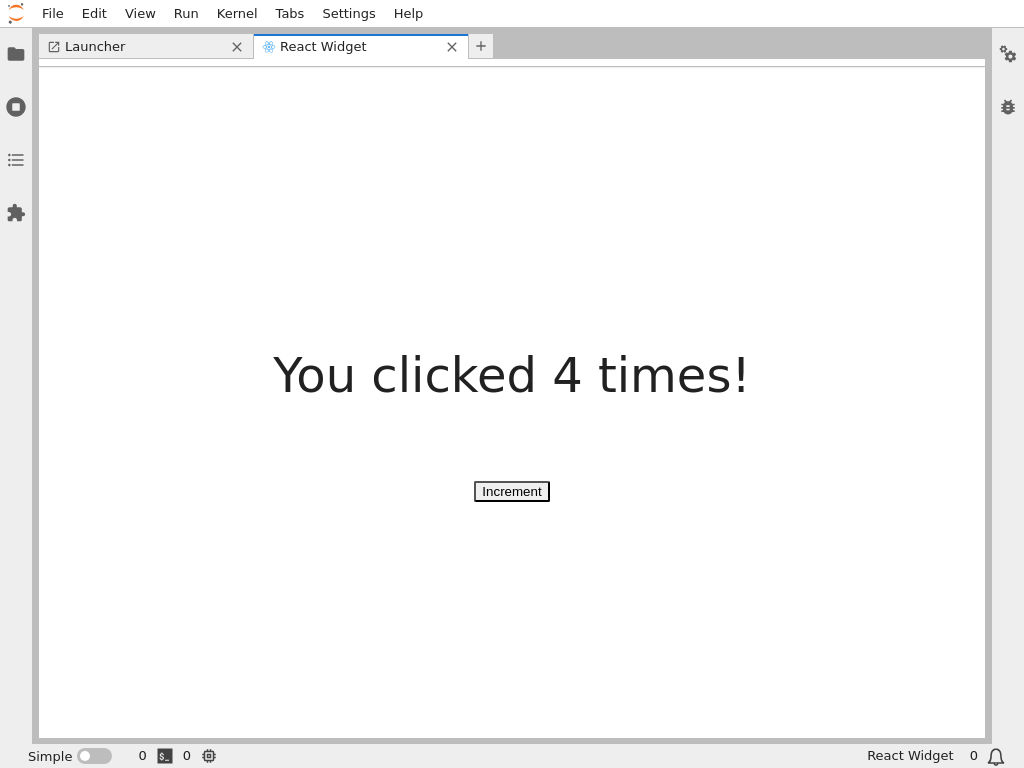 File Edit View Run Kernel Tabs Settings Help
Launcher React Widget
You clicked 4 times!
Increment
Simple 0 $_ 0 React Widget 0